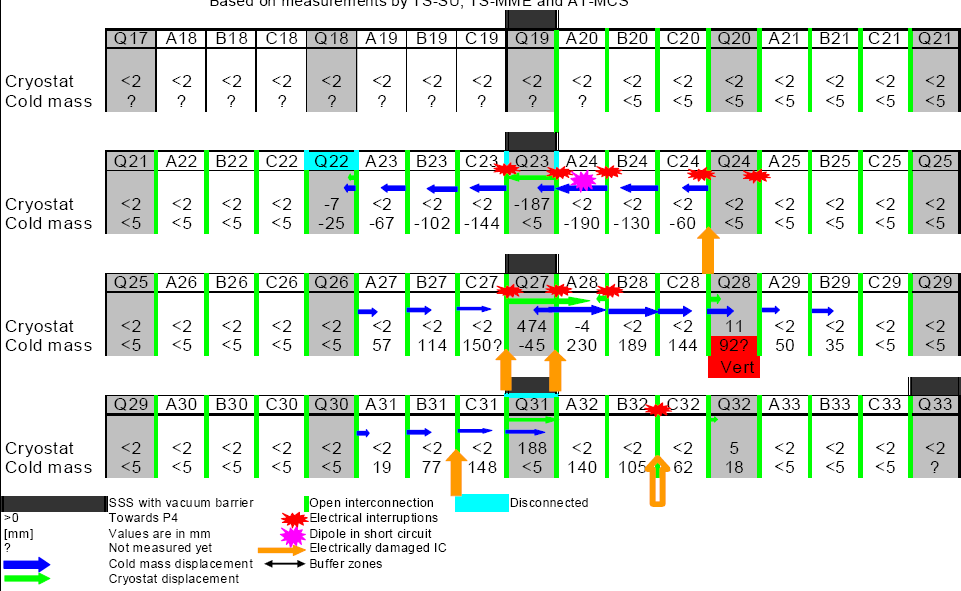 Based on measurements by TS-SU, TS-MME and AT-MCS
Q17 A18 B18 C18 Q18 A19 B19 C19 Q19 A20 B20 C20 Q20 A21 B21 C21 Q21
Cryostat <2 <2 <2 <2 <2 <2 <2 <2 <2 <2 <2 <2 <2 <2 <2 <2 <2
Cold mass ? ? ? ? ? ? ? ? ? ? <5 <5 <5 <5 <5 <5 <5
Q21 A22 B22 C22 Q22 A23 B23 C23 Q23 A24 B24 C24 Q24 A25 B25 C25 Q25
Cryostat <2 <2 <2 <2 -7 <2 <2 <2 -187 <2 <2 <2 <2 <2 <2 <2 <2
Cold mass <5 <5 <5 <5 -25 -67 -102 -144 <5 -190 -130 -60 <5 <5 <5 <5 <5
Q25 A26 B26 C26 Q26 A27 B27 C27 Q27 A28 B28 C28 Q28 A29 B29 C29 Q29
Cryostat <2 <2 <2 <2 <2 <2 <2 <2 474 -4 <2 <2 11 <2 <2 <2 <2
Cold mass <5 <5 <5 <5 <5 57 114 150? -45 230 189 144 92? 50 35 <5 <5
Vert
Q29 A30 B30 C30 Q30 A31 B31 C31 Q31 A32 B32 C32 Q32 A33 B33 C33 Q33
Cryostat <2 <2 <2 <2 <2 <2 <2 <2 188 <2 <2 <2 5 <2 <2 <2 <2
Cold mass <5 <5 <5 <5 <5 19 77 148 <5 140 105 62 18 <5 <5 <5 ?
SSS with vacuum barrier Open interconnection Disconnected
>0 Towards P4 Electrical interruptions
[mm] Values are in mm Dipole in short circuit
? Not measured yet Electrically damaged IC
Cold mass displacement Buffer zones
Cryostat displacement